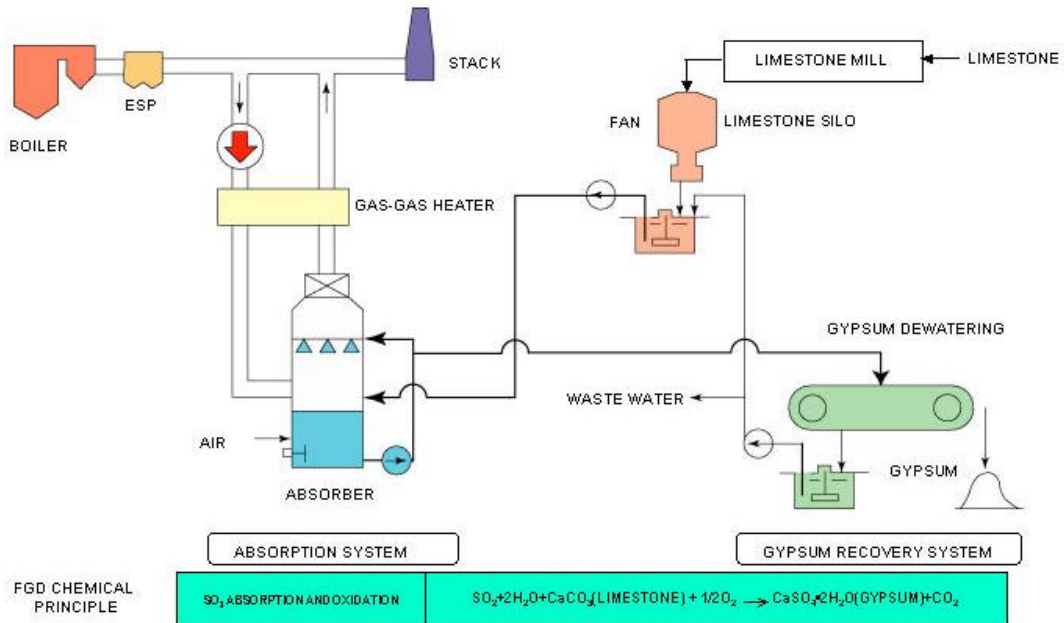 STACK
LIMESTONE MILL
LIMESTONE
ESP
FAN
LIMESTONE SILO
BOILER
GAS-GAS HEATER
GYPSUM DEWATERING
WASTE WATER
AIR
GYPSUM
ABSORBER
ABSORPTION SYSTEM
GYPSUM RECOVERY SYSTEM
FGD CHEMICAL
PRINCIPLE
SO₂ ABSORPTION AND OXIDATION
SO₂+2H₂O+CaCO₃(LIMESTONE) + 1/2O₂ → CaSO₄•2H₂O(GYPSUM)+CO₂